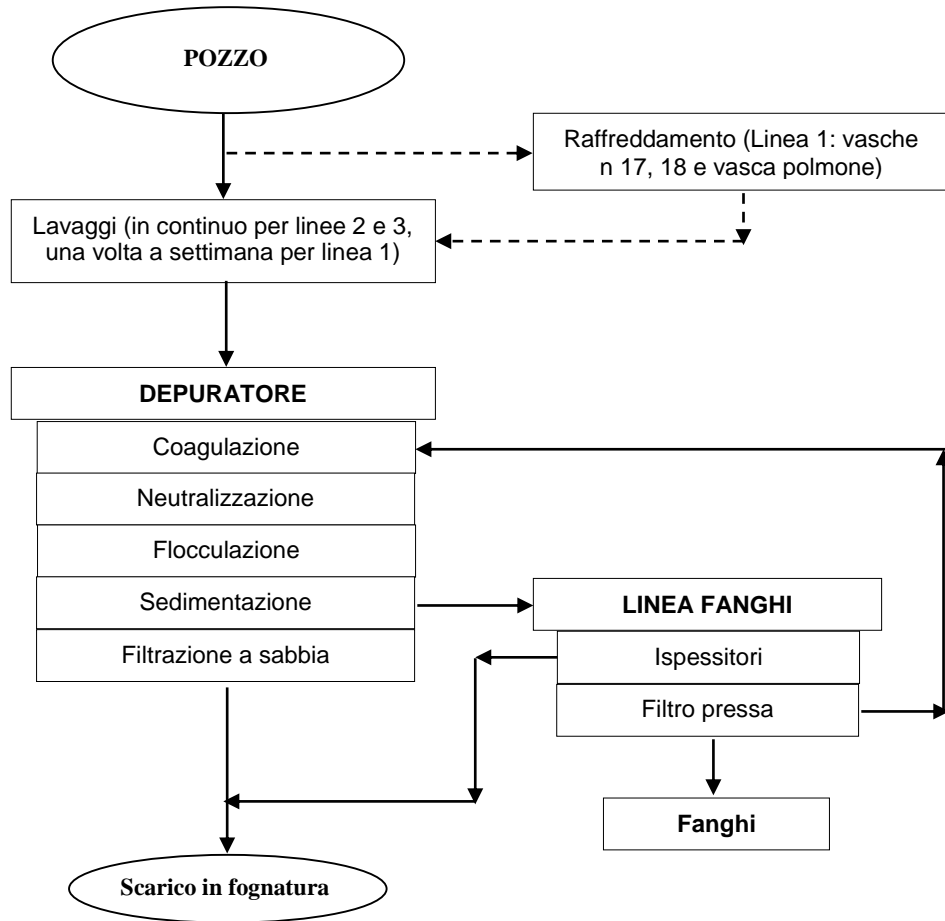 POZZO
Raffreddamento (Linea 1: vasche
n 17, 18 e vasca polmone)
Lavaggi (in continuo per linee 2 e 3,
una volta a settimana per linea 1)
DEPURATORE
Coagulazione
Neutralizzazione
Flocculazione
Sedimentazione
LINEA FANGHI
Filtrazione a sabbia
Ispessitori
Filtro pressa
Fanghi
Scarico in fognatura